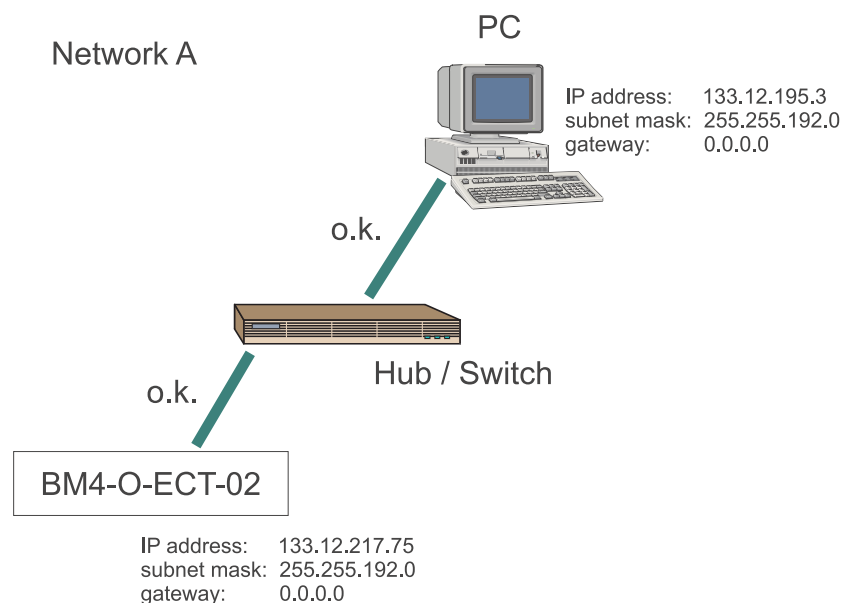 Network A
PC
IP address: 133.12.195.3
subnet mask: 255.255.192.0
gateway: 0.0.0.0
o.k.
Hub / Switch
o.k.
BM4-O-ECT-02
IP address: 133.12.217.75
subnet mask: 255.255.192.0
gateway: 0.0.0.0